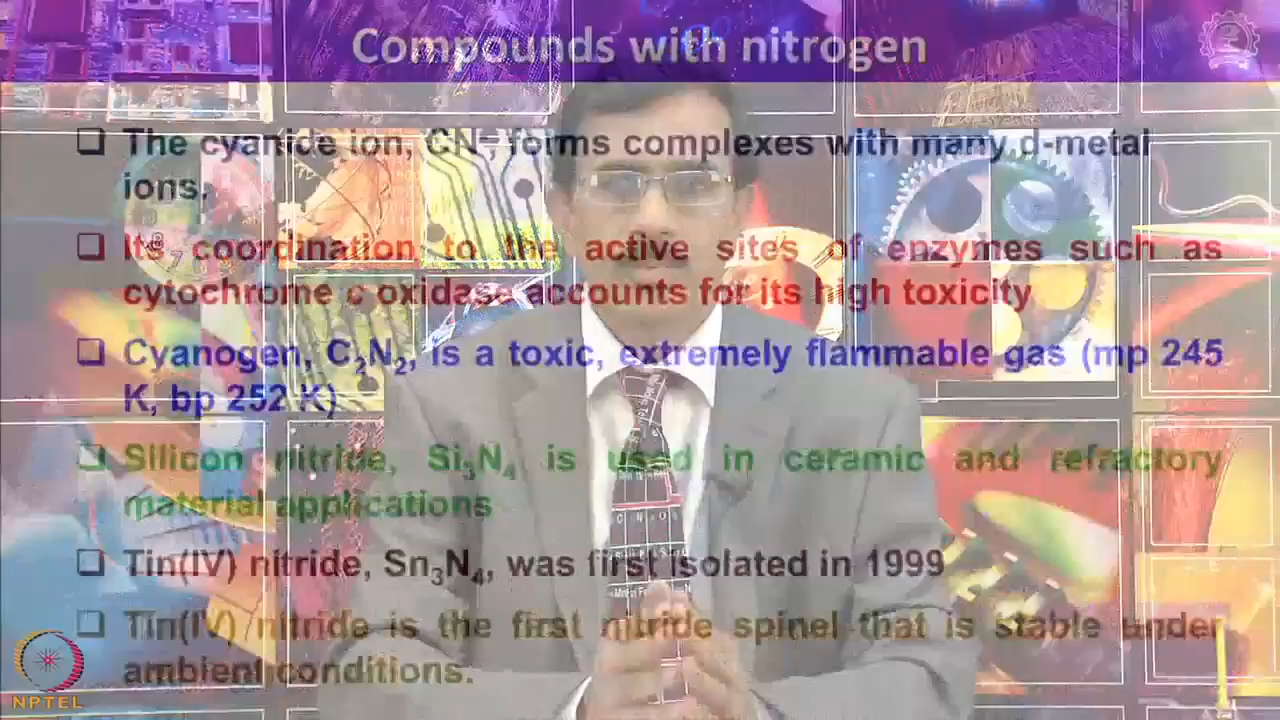 Compounds with nitrogen
❑ The cyanide ion, CN⁻, forms complexes with many d-metal
ions.
❑ Its coordination to the active sites of enzymes such as
cytochrome c oxidase accounts for its high toxicity
❑ Cyanogen, C₂N₂, is a toxic, extremely flammable gas (mp 245
K, bp 252 K)
❑ Silicon nitride, Si₃N₄ is used in ceramic and refractory
material applications
❑ Tin(IV) nitride, Sn₃N₄, was first isolated in 1999
❑ Tin(IV) nitride is the first nitride spinel that is stable under
ambient conditions.
NPTEL